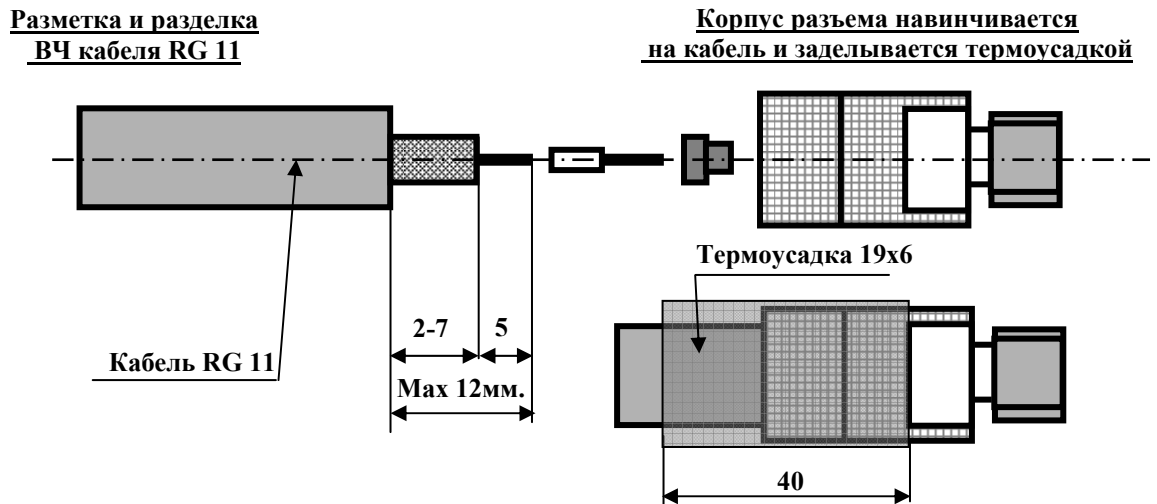 Разметка и разделка
ВЧ кабеля RG 11
Корпус разъема навинчивается
на кабель и заделывается термоусадкой
Термоусадка 19х6
2-7
5
Кабель RG 11
Мах 12мм.
40